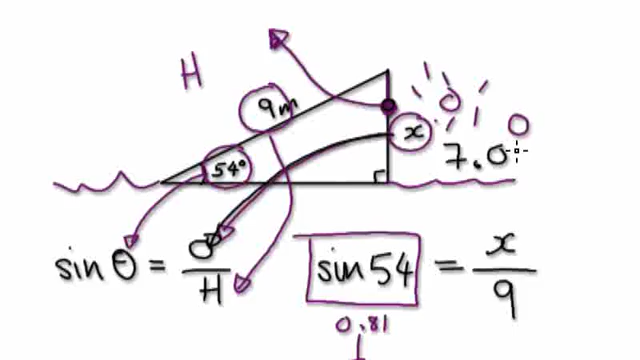 H
9m
O
x
54°
7.0
sin θ = O/H
sin 54 = x/9
0.81